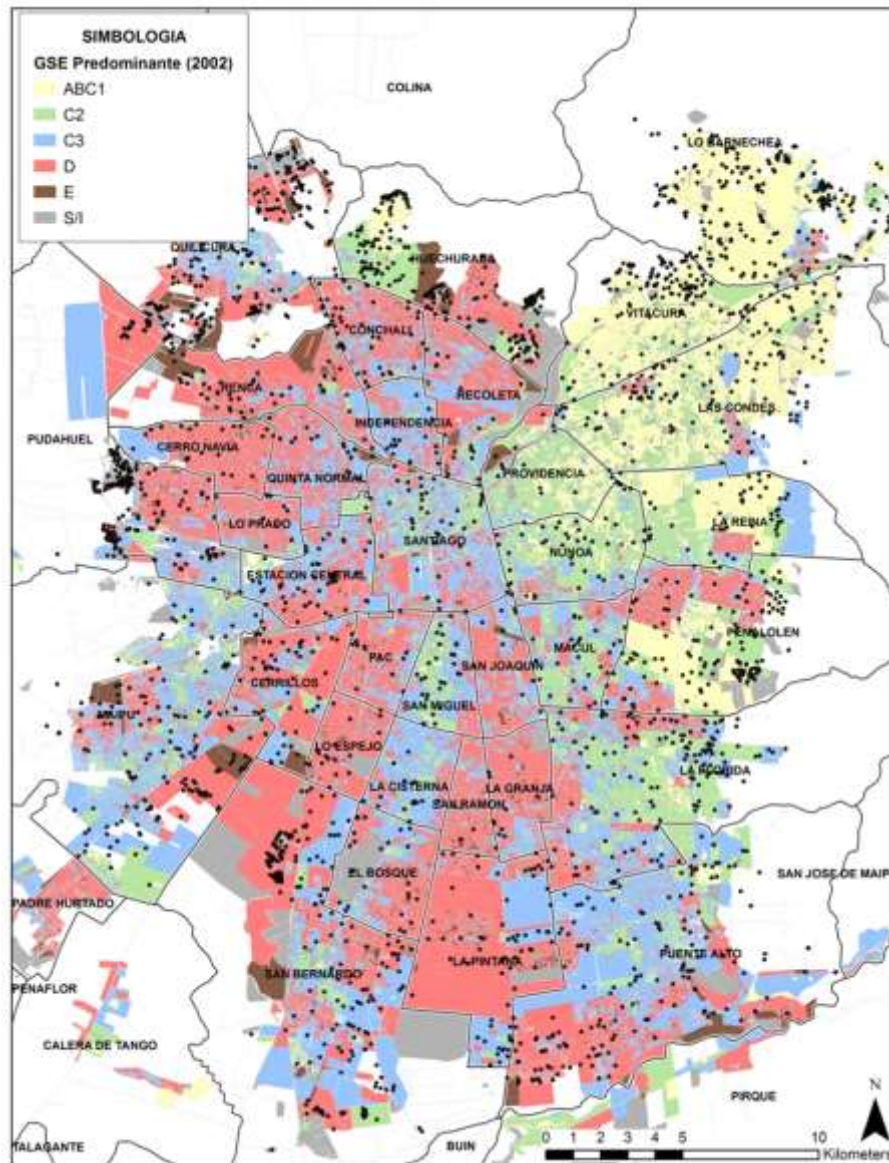 SIMBOLOGIA
GSE Predominante (2002)
ABC1
C2
C3
D
E
S/I
COLINA
LO BARNECHEA
QUILICURA
HUECHURABA
VITACURA
CONCHALI
RENCA
RECOLETA
LAS CONDES
INDEPENDENCIA
PUDAHUEL
CERRO NAVIA
PROVIDENCIA
QUINTA NORMAL
LO PRADO
LA REINA
SANTIAGO
ÑUÑOA
ESTACION CENTRAL
PEÑALOLEN
MACUL
PAC
SAN JOAQUIN
CERRILLOS
SAN MIGUEL
MAIPU
LO ESPEJO
LA FLORIDA
LA CISTERNA
LA GRANJA
SAN RAMON
EL BOSQUE
SAN JOSE DE MAIP
PADRE HURTADO
PUENTE ALTO
LA PINTANA
SAN BERNARDO
PEÑAFLOR
CALERA DE TANGO
N
PIRQUE
TALAGANTE
BUIN
0 1 2 3 4 5 10
Kilometers